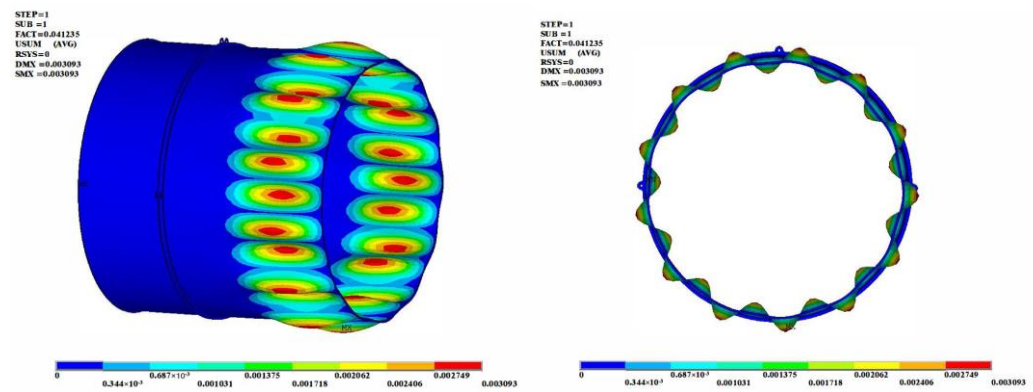 STEP=1
SUB =1
FACT=0.041235
USUM (AVG)
RSYS=0
DMX =0.003093
SMX =0.003093
MX
0 0.687×10⁻³ 0.001375 0.002062 0.002749
0.344×10⁻³ 0.001031 0.001718 0.002406 0.003093
STEP=1
SUB =1
FACT=0.041235
USUM (AVG)
RSYS=0
DMX =0.003093
SMX =0.003093
MX
0 0.687×10⁻³ 0.001375 0.002062 0.002749
0.344×10⁻³ 0.001031 0.001718 0.002406 0.003093